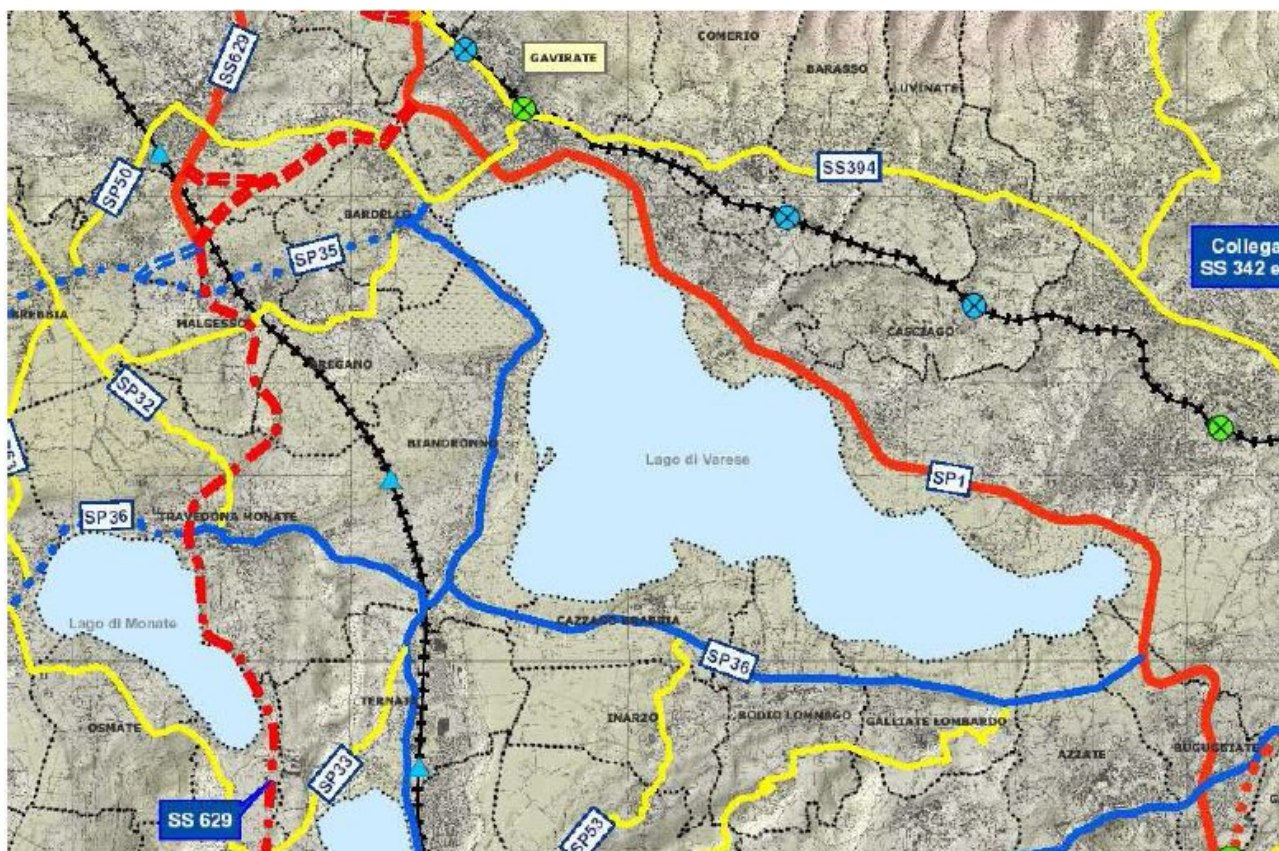 COMERIO
SS629
GAVIRATE
BARASSO
LUVINATE
SS394
SP50
BARDELLO
SP35
Collega
SS 342 e
BREBBIA
MALGESSO
CASCIAGO
BREGANO
SP32
BIANDRONNO
Lago di Varese
SP1
SP36
TRAVEDONA MONATE
Lago di Monate
CAZZAGO BRABBIA
SP36
TERNATE
OSMATE
INARZO
BODIO LOMNAGO
GALLIATE LOMBARDO
AZZATE
BUGUGGIATE
SP33
SS 629
SP53